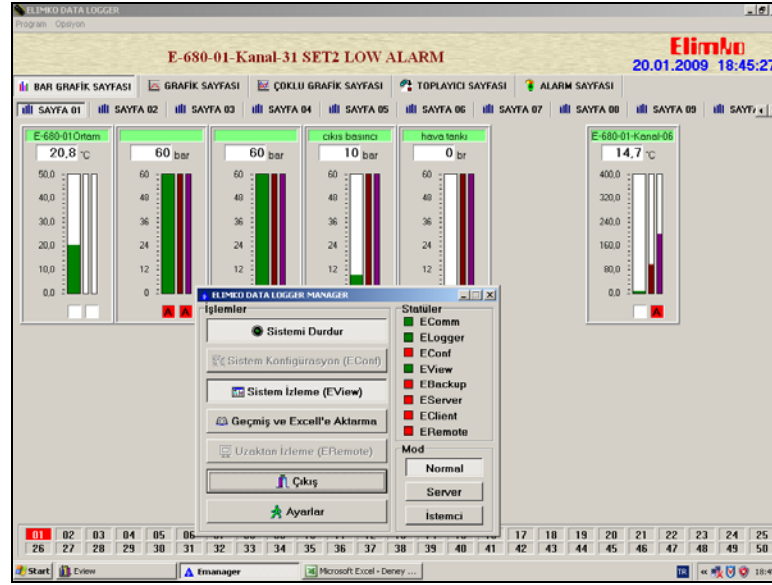 ELIMKO DATA LOGGER
Program Opsiyon
E-680-01-Kanal-31 SET2 LOW ALARM
Elimko
20.01.2009 18:45:27
BAR GRAFİK SAYFASI GRAFİK SAYFASI ÇOKLU GRAFİK SAYFASI TOPLAYICI SAYFASI ALARM SAYFASI
SAYFA 01 SAYFA 02 SAYFA 03 SAYFA 04 SAYFA 05 SAYFA 06 SAYFA 07 SAYFA 08 SAYFA 09 SAYF
E-680-01Ortam cıkıs basıncı hava tankı E-680-01-Kanal-06
20,8 °C 60 bar 60 bar 10 bar 0 br 14,7 °C
50,0 60 60 60 60 400,0
40,0 48 48 48 48 320,0
30,0 36 36 36 36 240,0
20,0 24 24 24 24 160,0
10,0 12 12 12 12 80,0
0,0 0 0,0
A A A
ELIMKO DATA LOGGER MANAGER
İşlemler
Sistemi Durdur
Sistem Konfigürasyon (EConf)
Sistem İzleme (EView)
Geçmiş ve Excell'e Aktarma
Uzaktan İzleme (ERemote)
Çıkış
Ayarlar
Statüler
EComm
ELogger
EConf
EView
EBackup
EServer
EClient
ERemote
Mod
Normal
Server
İstemci
01 02 03 04 05 06 17 18 19 20 21 22 23 24 25
26 27 28 29 30 31 32 33 34 35 36 37 38 39 40 41 42 43 44 45 46 47 48 49 50
Start Eview Emanager Microsoft Excel - Deney ... TR 18:4